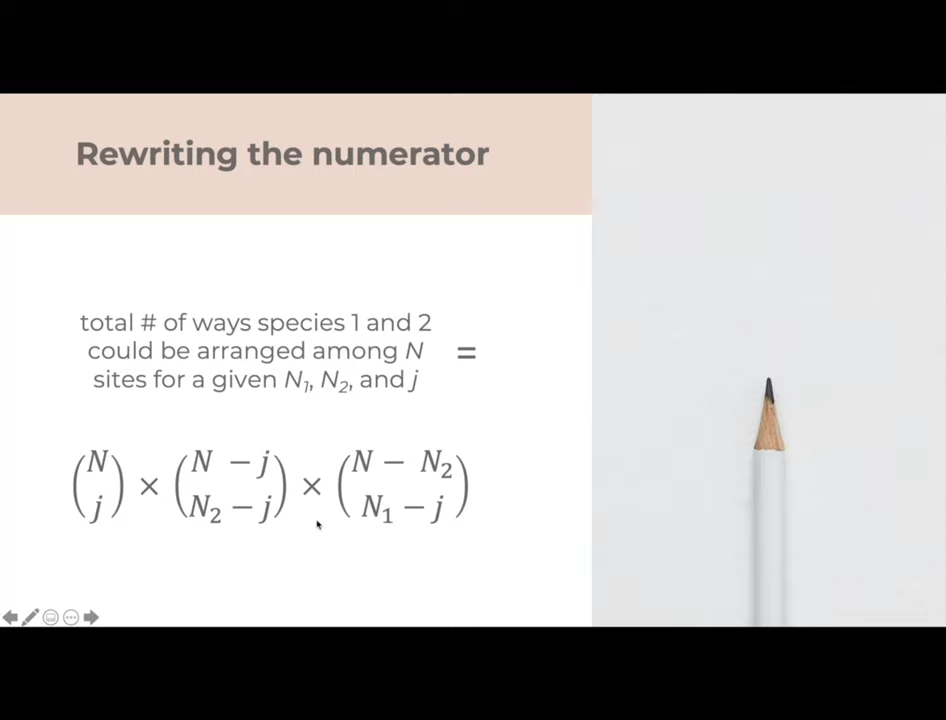 Rewriting the numerator
total # of ways species 1 and 2
could be arranged among N =
sites for a given N₁, N₂, and j
(N j) × (N − j N₂ − j) × (N − N₂ N₁ − j)